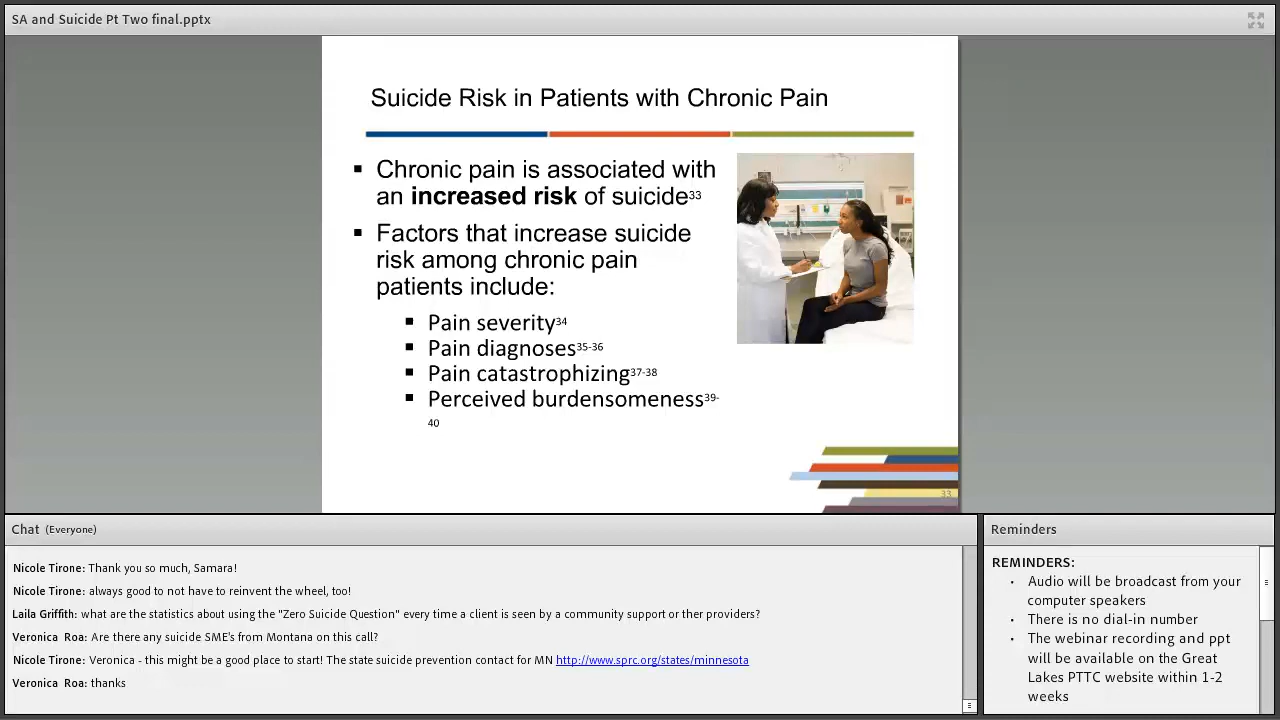 SA and Suicide Pt Two final.pptx
Suicide Risk in Patients with Chronic Pain
▪ Chronic pain is associated with
an increased risk of suicide33
▪ Factors that increase suicide
risk among chronic pain
patients include:
▪ Pain severity34
▪ Pain diagnoses35-36
▪ Pain catastrophizing37-38
▪ Perceived burdensomeness39-
40
33
Chat (Everyone)
Nicole Tirone: Thank you so much, Samara!
Nicole Tirone: always good to not have to reinvent the wheel, too!
Laila Griffith: what are the statistics about using the "Zero Suicide Question" every time a client is seen by a community support or ther providers?
Veronica Roa: Are there any suicide SME's from Montana on this call?
Nicole Tirone: Veronica - this might be a good place to start! The state suicide prevention contact for MN http://www.sprc.org/states/minnesota
Veronica Roa: thanks
Reminders
REMINDERS:
• Audio will be broadcast from your
computer speakers
• There is no dial-in number
• The webinar recording and ppt
will be available on the Great
Lakes PTTC website within 1-2
weeks